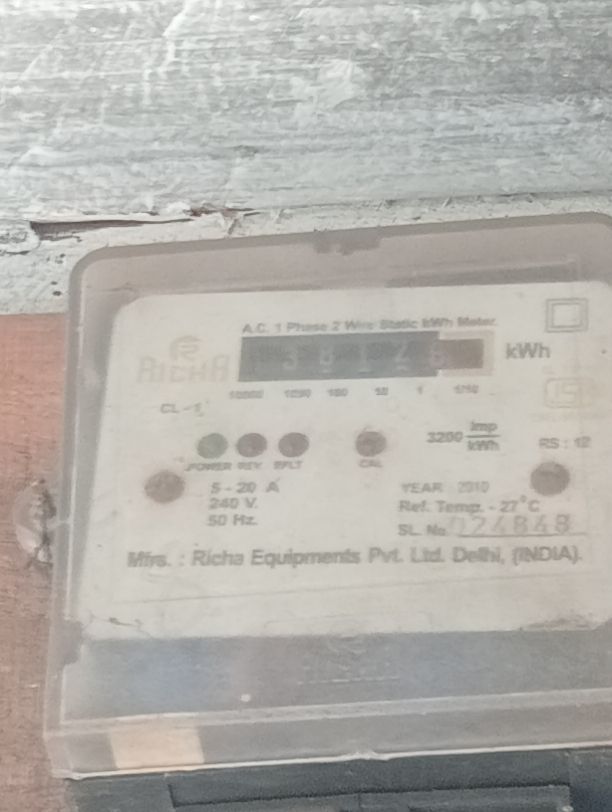 A.C. 1 Phase 2 Wire Static kWh Meter.
RICHA
kWh
10000 1000 100 10 1 1/10
CL-1
3200 imp
kWh
RS : 12
POWER REV. EFLT CAL
5 - 20 A
240 V.
50 Hz.
YEAR 2010
Ref. Temp. - 27°C
SL. No. 024848
Mfrs. : Richa Equipments Pvt. Ltd. Delhi, (INDIA).